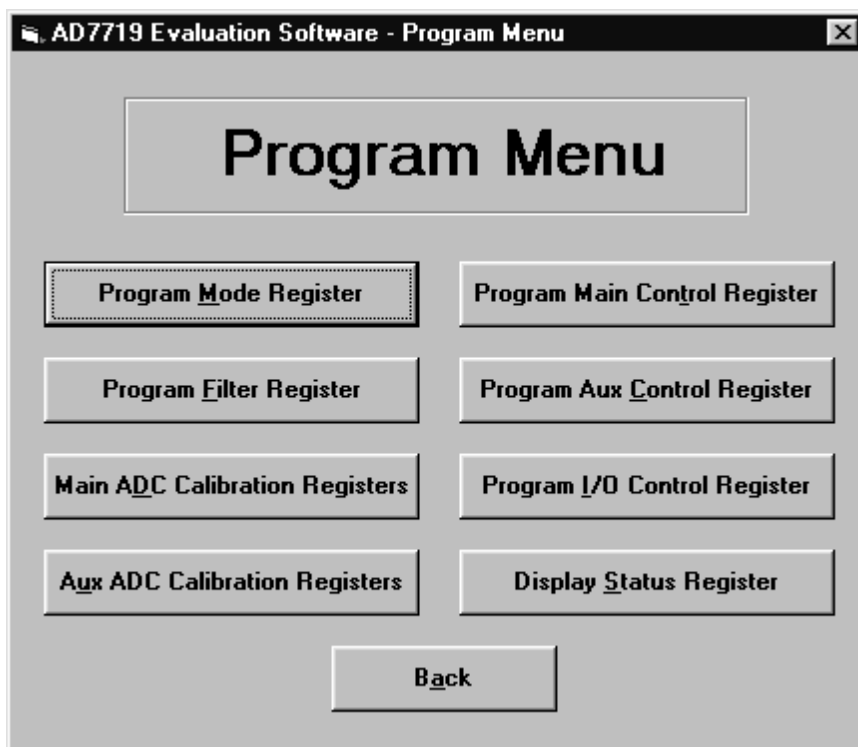 AD7719 Evaluation Software - Program Menu
Program Menu
Program Mode Register
Program Main Control Register
Program Filter Register
Program Aux Control Register
Main ADC Calibration Registers
Program I/O Control Register
Aux ADC Calibration Registers
Display Status Register
Back